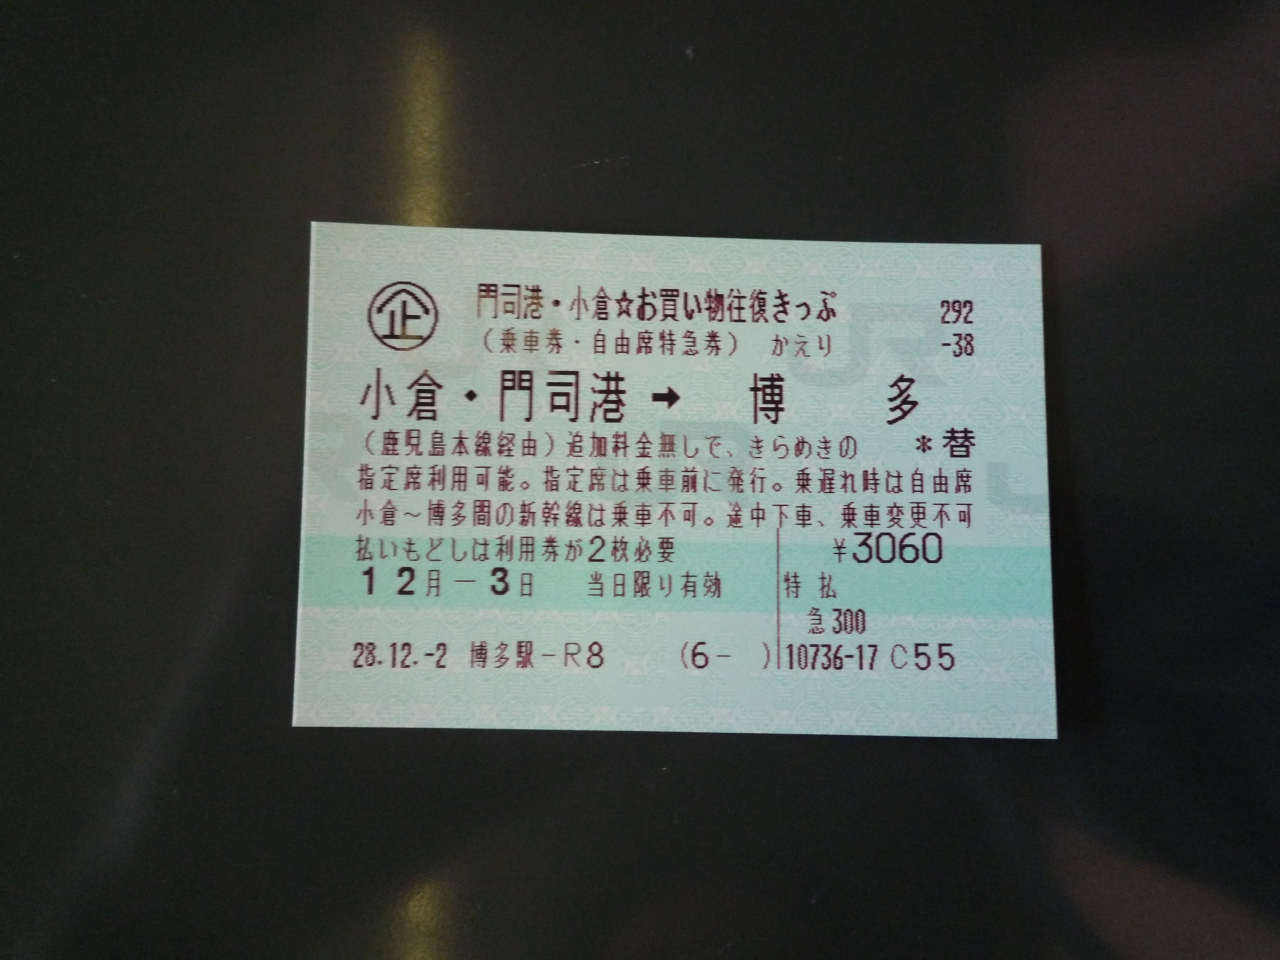 企 門司港・小倉☆お買い物往復きっぷ 292
(乗車券・自由席特急券) かえり -38
小倉・門司港➡博多
(鹿児島本線経由)追加料金無しで、きらめきの *替
指定席利用可能。指定席は乗車前に発行。乗遅れ時は自由席
小倉〜博多間の新幹線は乗車不可。途中下車、乗車変更不可
払いもどしは利用券が2枚必要 ¥3060
12月-3日 当日限り有効 特 払
急300
28.12.-2 博多駅-R8 (6- ) 10736-17 C55